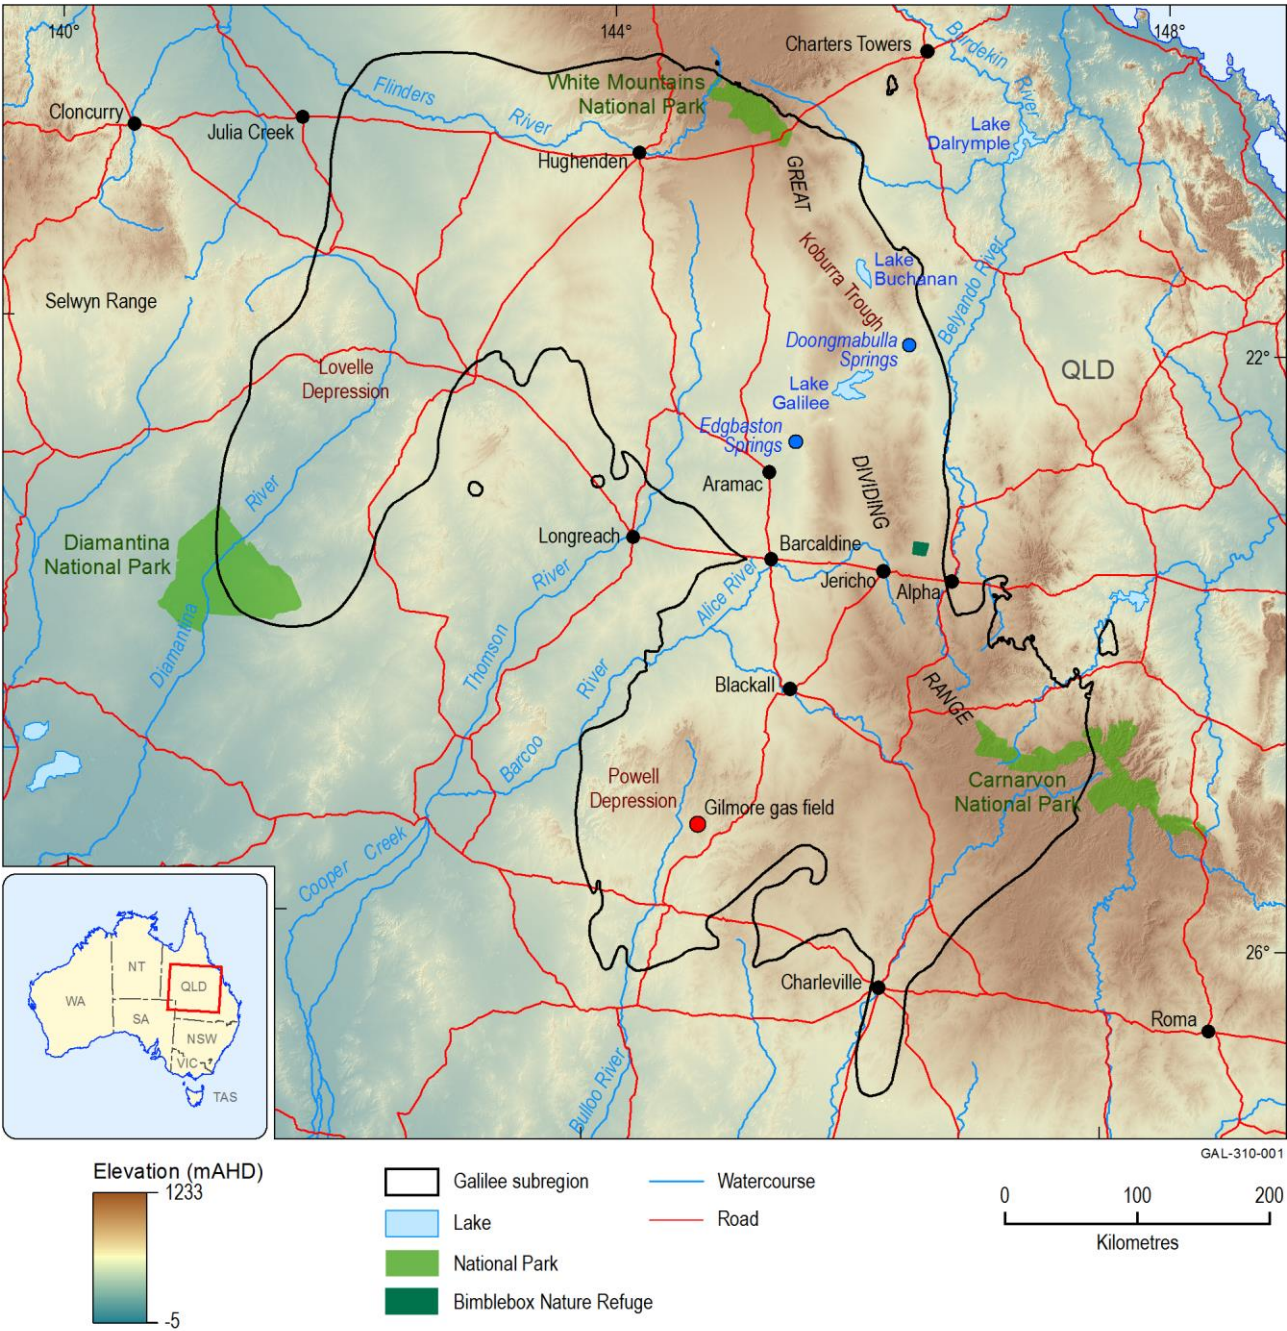 140°
144°
148°
Charters Towers
Burdekin
River
White Mountains
National Park
Flinders
River
Cloncurry
Julia Creek
Hughenden
Lake
Dalrymple
GREAT
Koburra Trough
Lake
Buchanan
Belyando River
Selwyn Range
Doongmabulla
Springs
QLD
22°
Lovelle
Depression
Lake
Galilee
Edgbaston
Springs
Aramac
DIVIDING
River
Longreach
Barcaldine
Diamantina
National Park
River
Alice River
Jericho
Alpha
Diamantina
Thomson
River
Blackall
RANGE
Barcoo
Powell
Depression
Gilmore gas field
Carnarvon
National Park
Cooper Creek
26°
Charleville
Roma
Bulloo River
NT
QLD
WA
SA
NSW
VIC
TAS
GAL-310-001
Elevation (mAHD)
1233
-5
Galilee subregion
Lake
National Park
Bimblebox Nature Refuge
Watercourse
Road
0 100 200
Kilometres